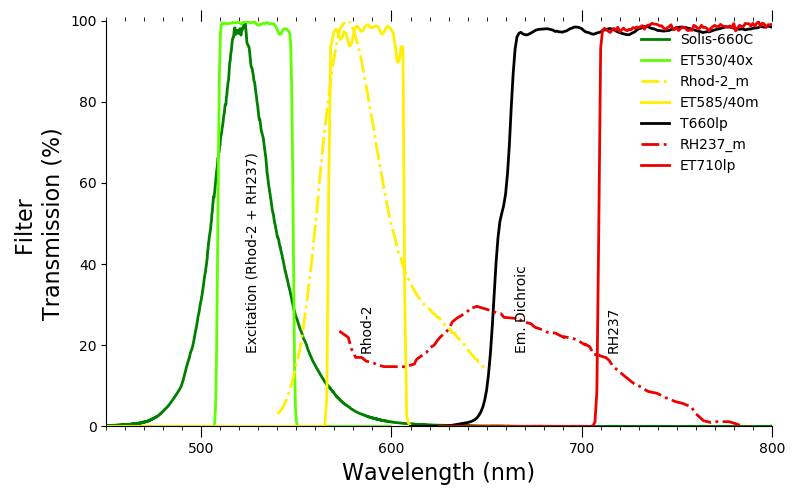 100
80
60
40
20
0
Filter
Transmission (%)
Solis-660C
ET530/40x
Rhod-2_m
ET585/40m
T660lp
RH237_m
ET710lp
Excitation (Rhod-2 + RH237)
Rhod-2
Em. Dichroic
RH237
500
600
700
800
Wavelength (nm)